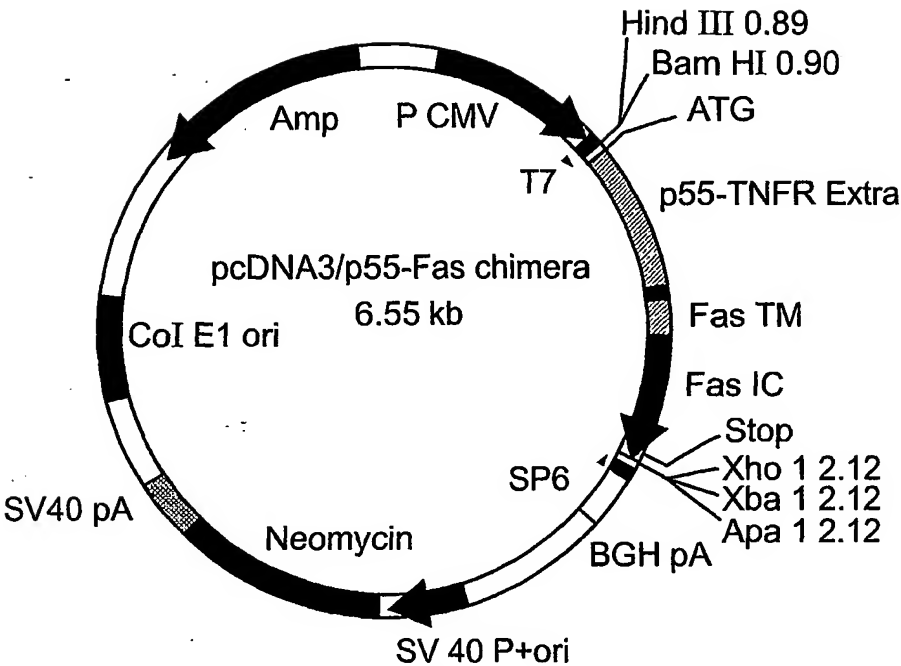 Hind III 0.89
Bam HI 0.90
ATG
Amp
P CMV
T7
p55-TNFR Extra
pcDNA3/p55-Fas chimera
6.55 kb
Fas TM
CoI E1 ori
Fas IC
Stop
SP6
Xho 1 2.12
Xba 1 2.12
Apa 1 2.12
SV40 pA
Neomycin
BGH pA
SV 40 P+ori